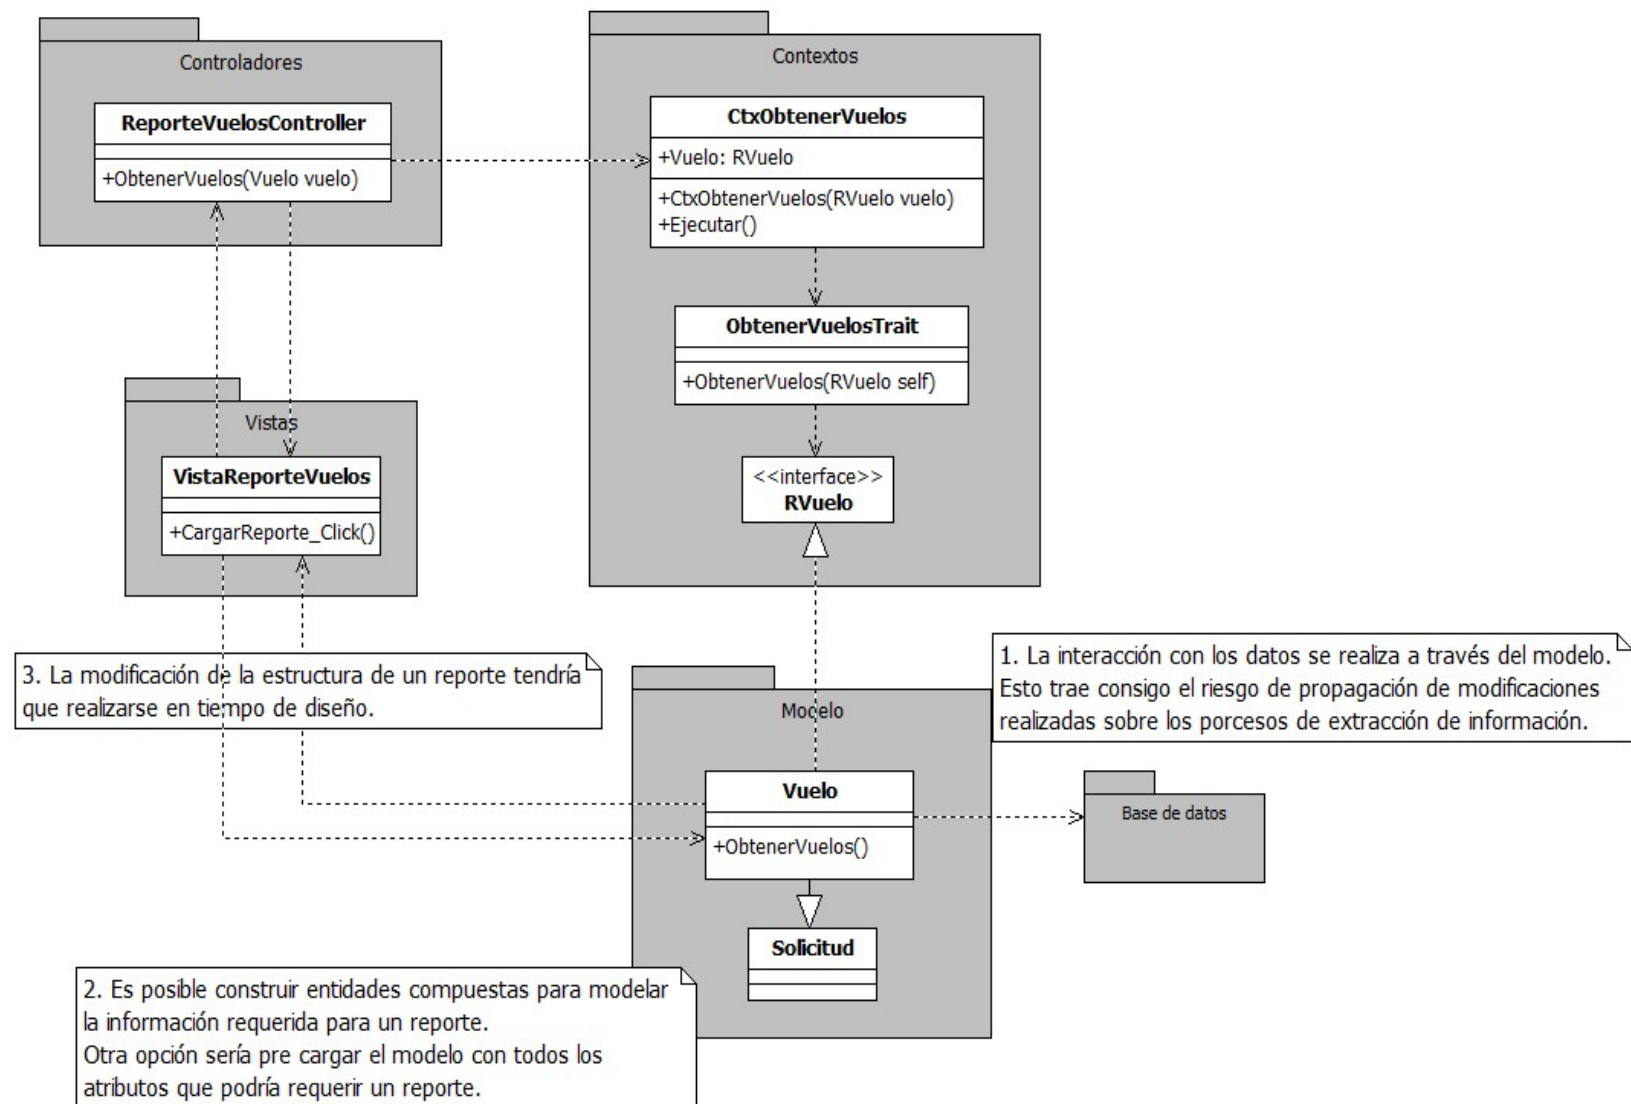 Controladores
ReporteVuelosController
+ObtenerVuelos(Vuelo vuelo)
Contextos
CtxObtenerVuelos
+Vuelo: RVuelo
+CtxObtenerVuelos(RVuelo vuelo)
+Ejecutar()
ObtenerVuelosTrait
+ObtenerVuelos(RVuelo self)
<<interface>>
RVuelo
Vistas
VistaReporteVuelos
+CargarReporte_Click()
3. La modificación de la estructura de un reporte tendría
que realizarse en tiempo de diseño.
1. La interacción con los datos se realiza a través del modelo.
Esto trae consigo el riesgo de propagación de modificaciones
realizadas sobre los porcesos de extracción de información.
Modelo
Vuelo
+ObtenerVuelos()
Solicitud
Base de datos
2. Es posible construir entidades compuestas para modelar
la información requerida para un reporte.
Otra opción sería pre cargar el modelo con todos los
atributos que podría requerir un reporte.